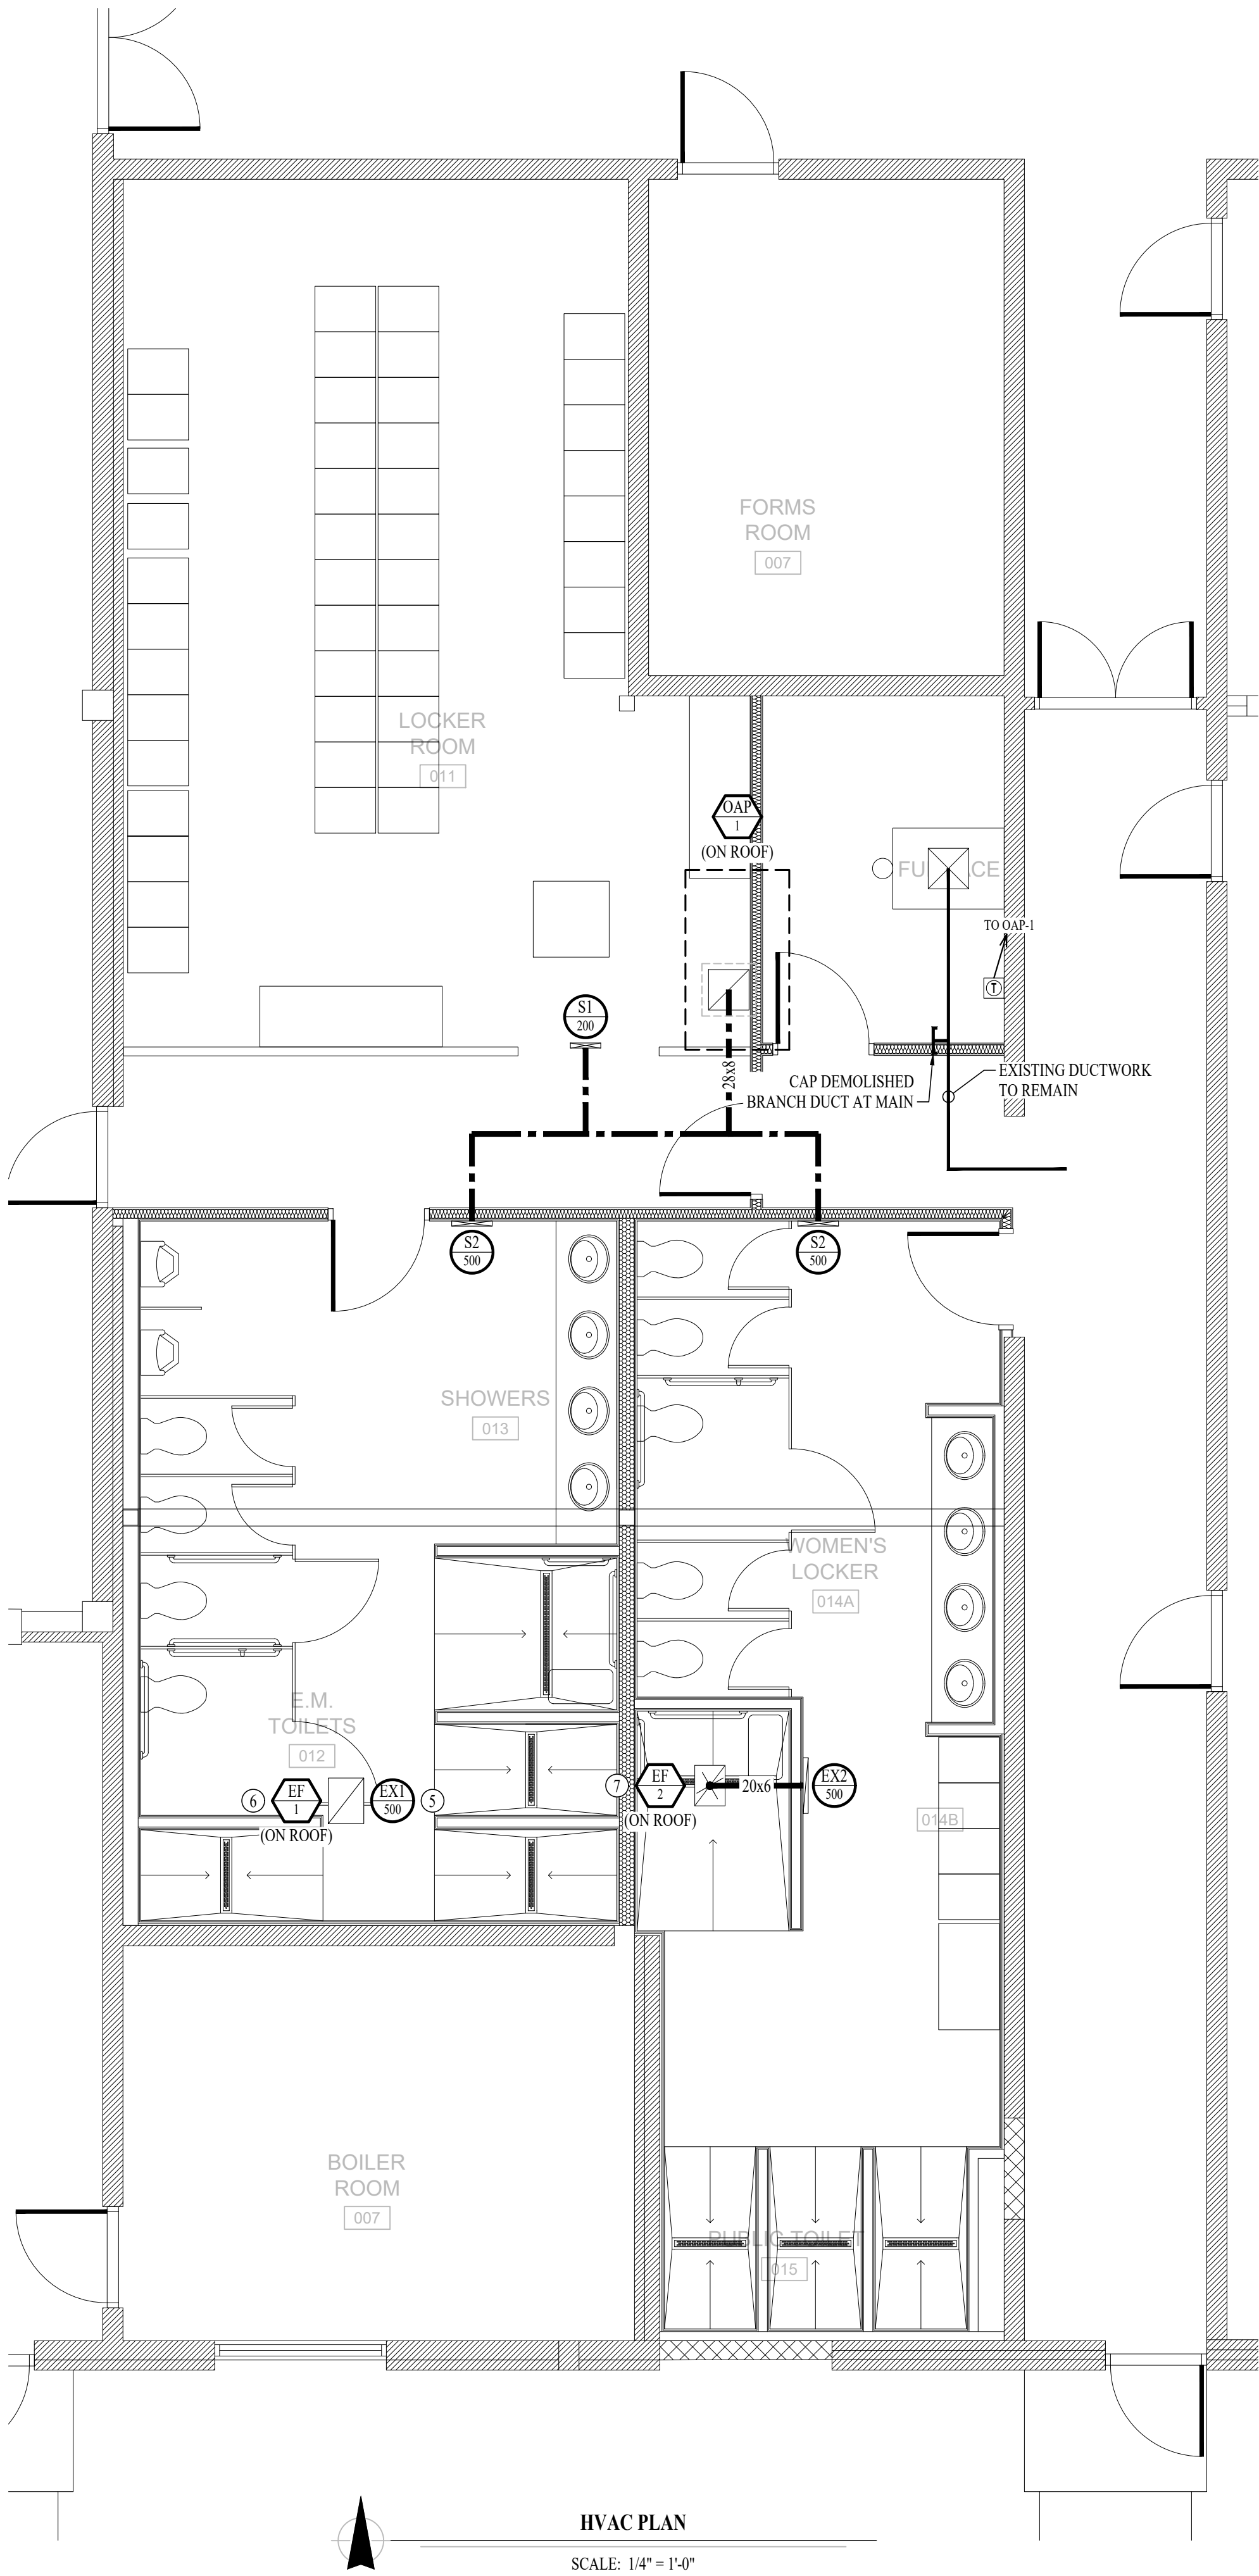 FORMS
ROOM
007
LOCKER
ROOM
011
OAP
1
(ON ROOF)
TO OAP-1
T
S1
200
28x8
CAP DEMOLISHED
BRANCH DUCT AT MAIN
EXISTING DUCTWORK
TO REMAIN
S2
500
S2
500
SHOWERS
013
WOMEN'S
LOCKER
014A
E.M.
TOILETS
012
6
EF
1
(ON ROOF)
EX1
500
5
7
EF
2
(ON ROOF)
20x6
EX2
500
014B
BOILER
ROOM
007
PUBLIC TOILET
015
HVAC PLAN
SCALE: 1/4" = 1'-0"